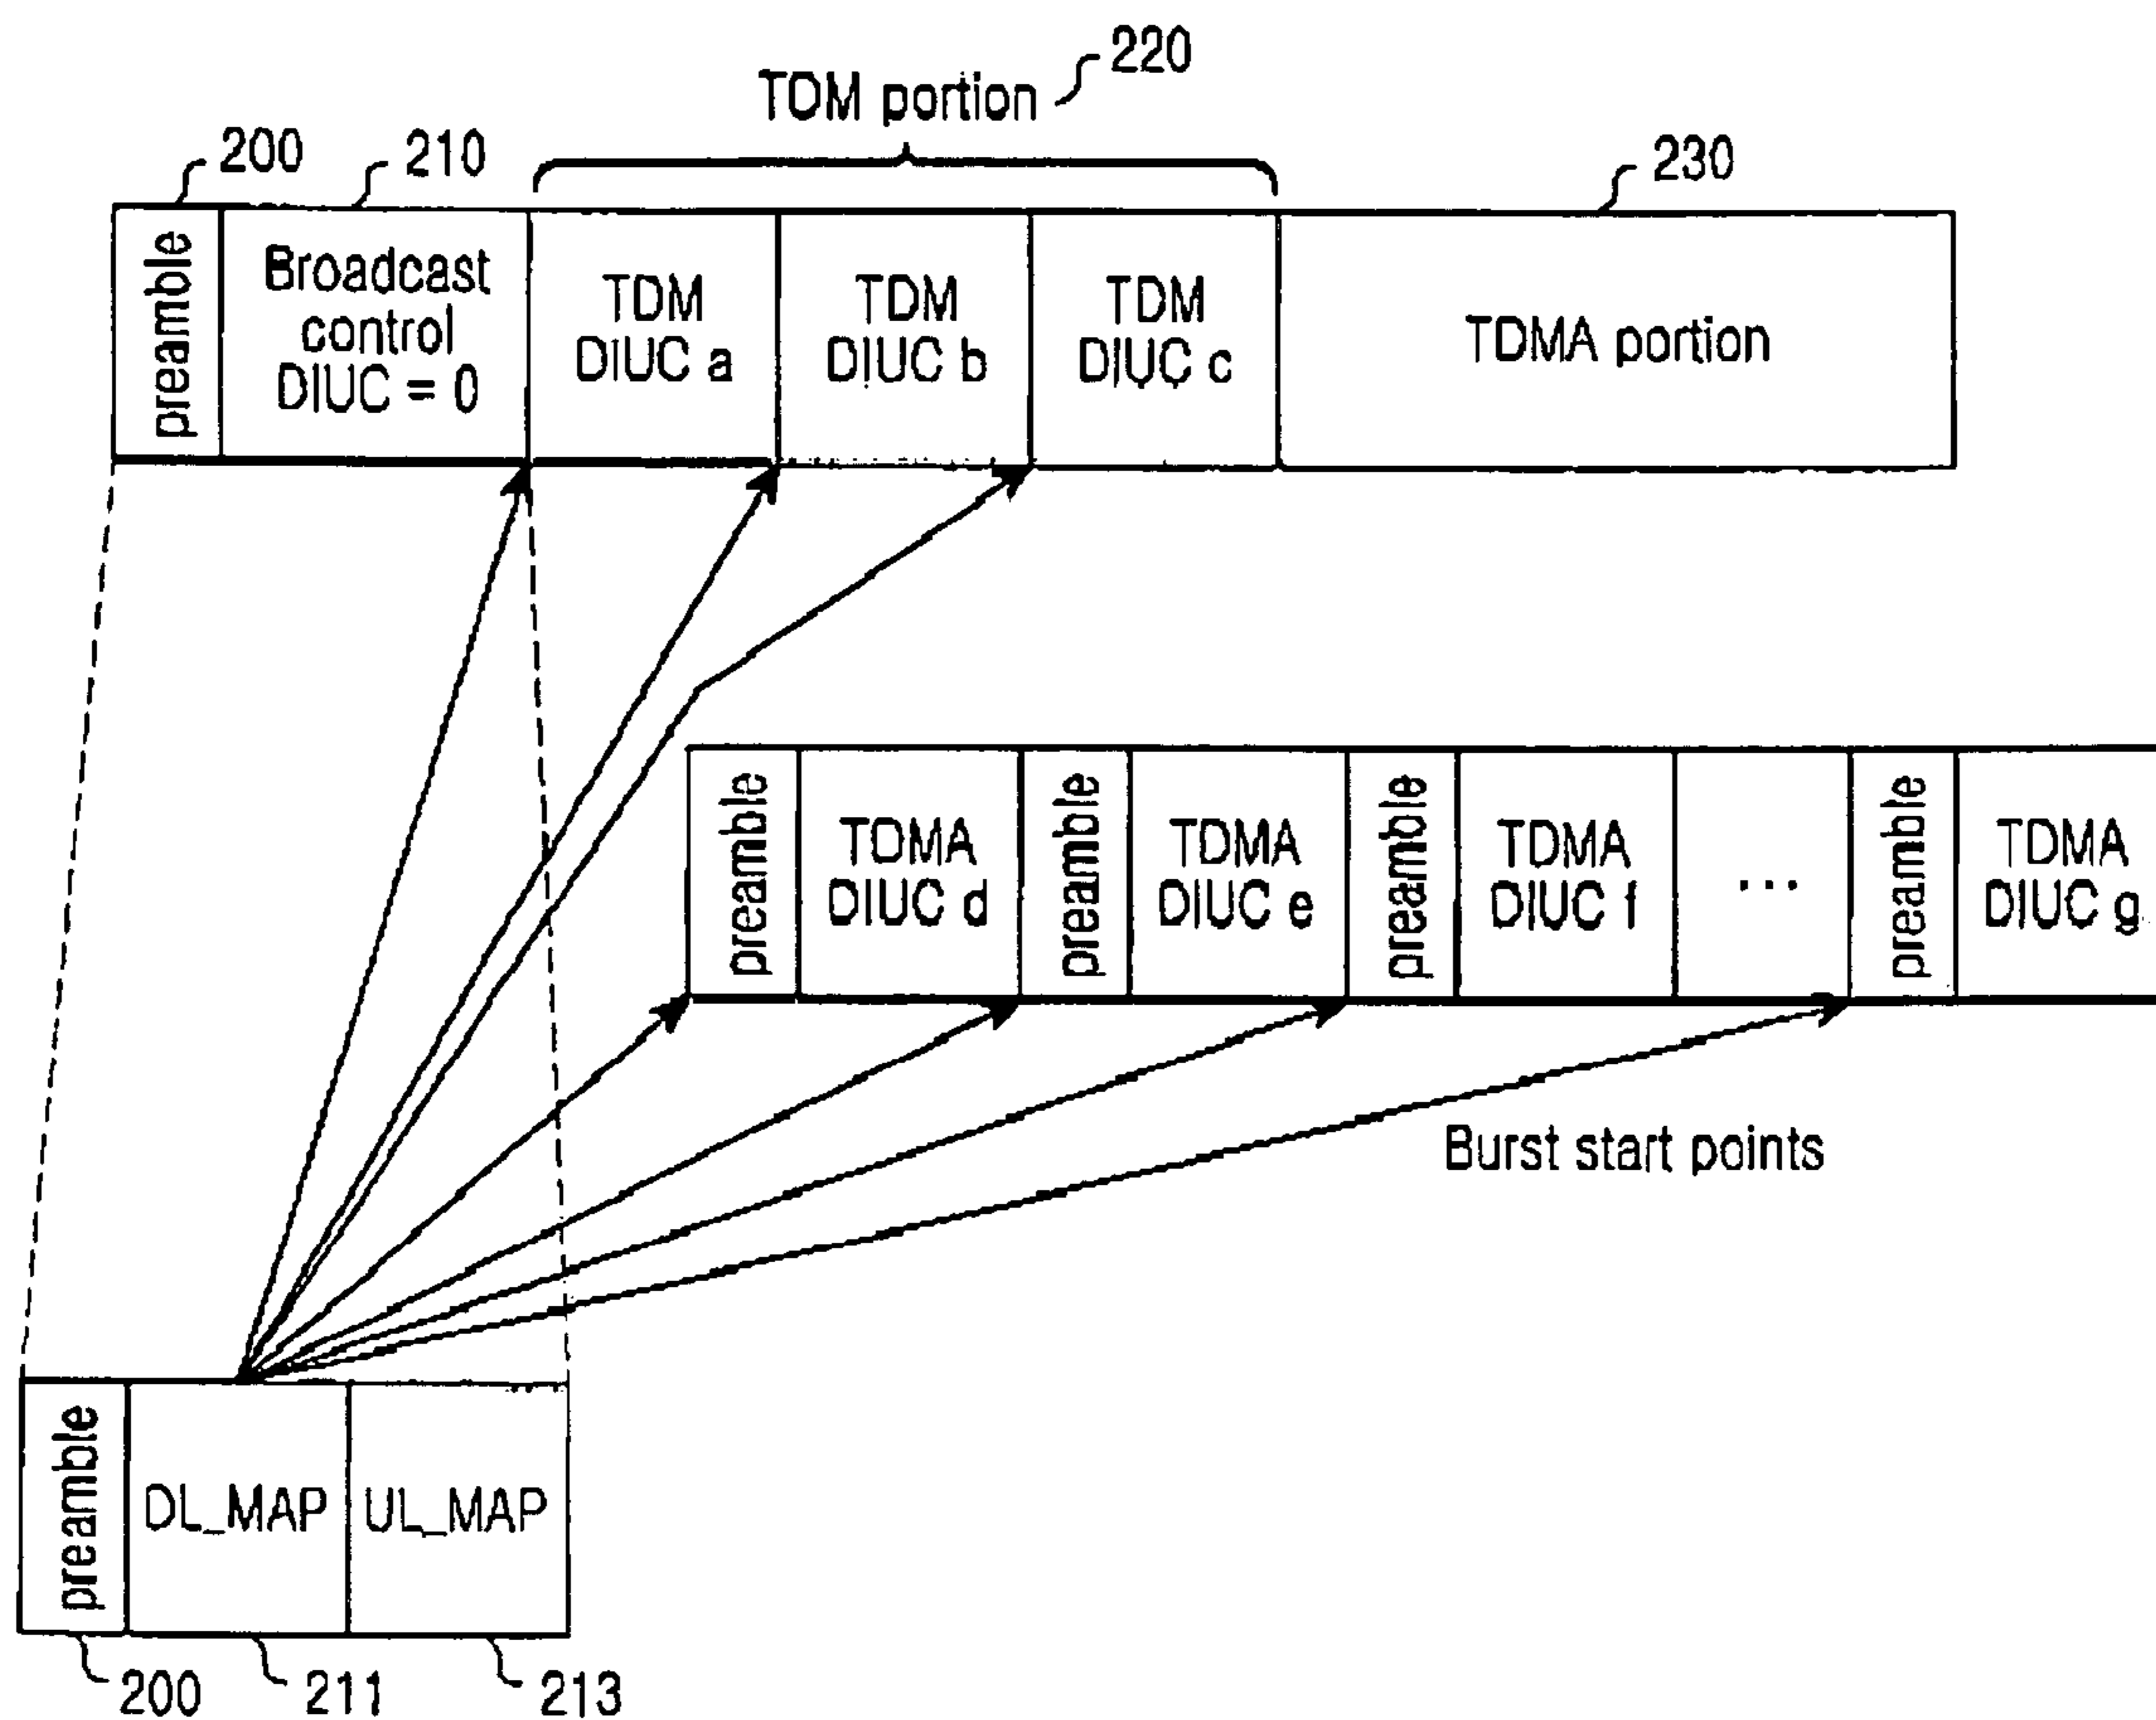 220
TDM portion
200
210
230
preamble
Broadcast
control
DIUC = 0
TDM
DIUC a
TDM
DIUC b
TDM
DIUC c
TDMA portion
preamble
TDMA
DIUC d
preamble
TDMA
DIUC e
preamble
TDMA
DIUC f
...
preamble
TDMA
DIUC g
Burst start points
preamble
DL_MAP
UL_MAP
200
211
213